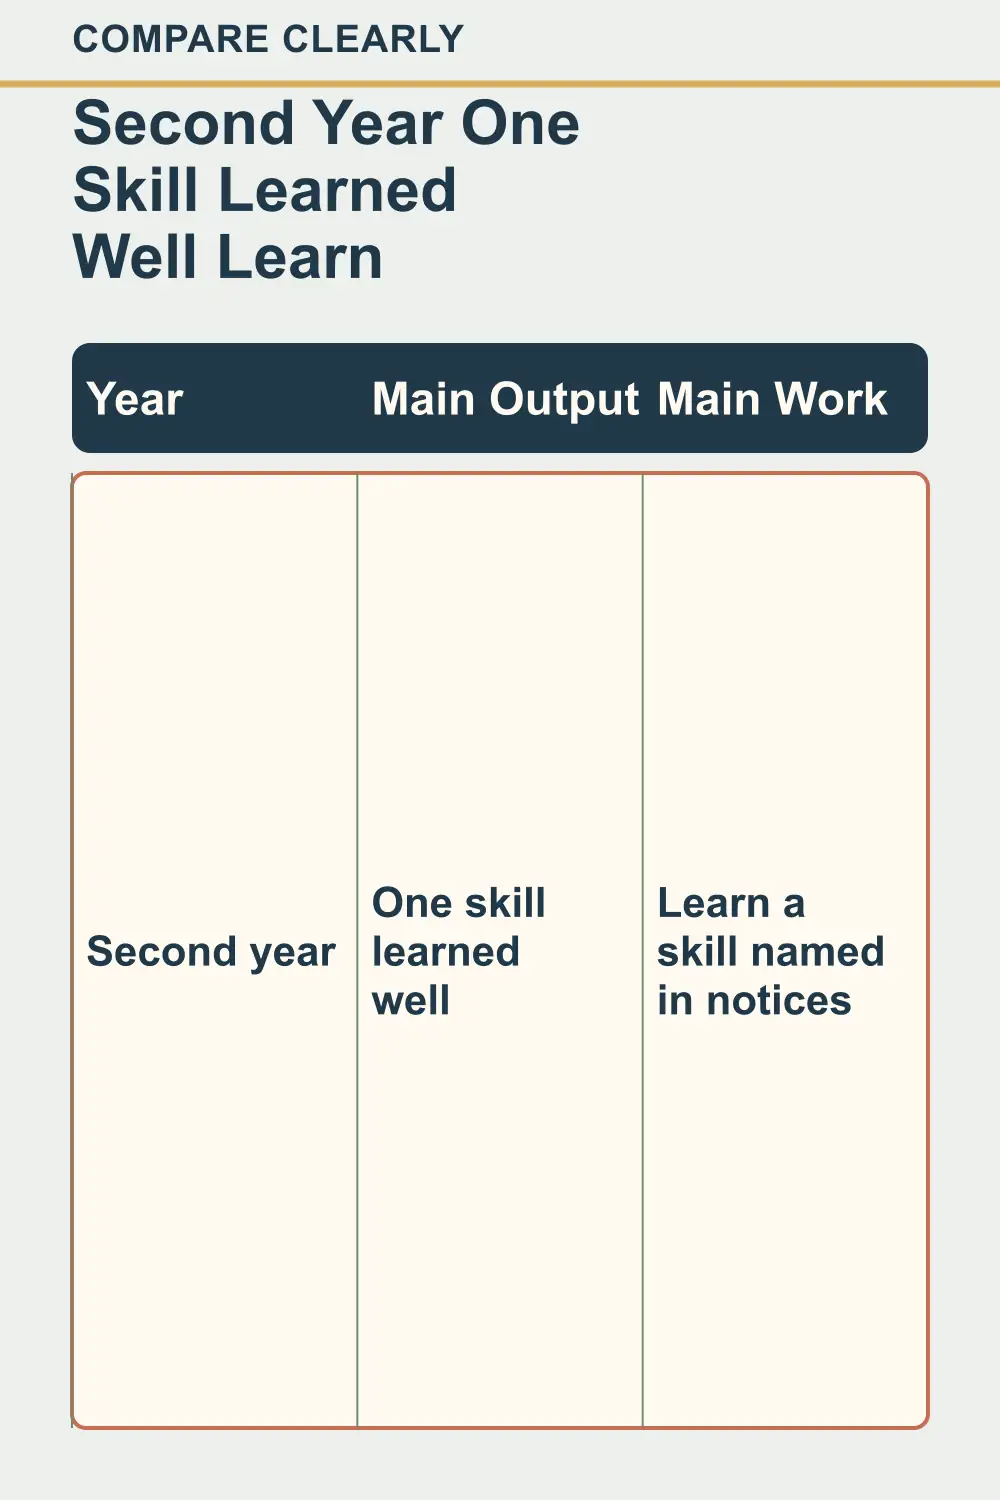 COMPARE CLEARLY
Second Year One
Skill Learned
Well Learn
Year
Main Output
Main Work
Second year
One skill
learned
well
Learn a
skill named
in notices